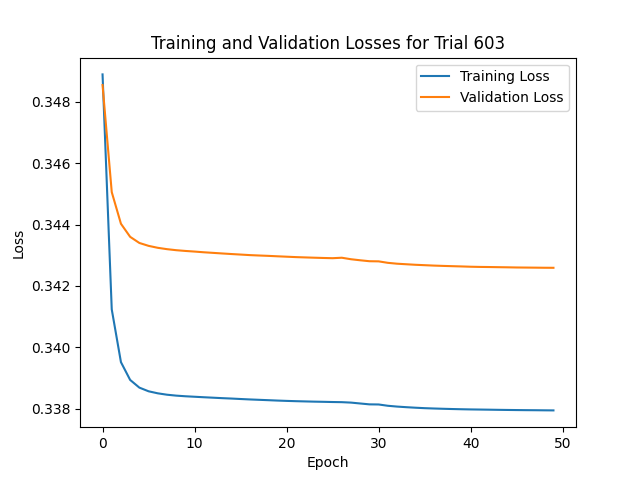 Training and Validation Losses for Trial 603
Training Loss
Validation Loss
Loss
0.348
0.346
0.344
0.342
0.340
0.338
0
10
20
30
40
50
Epoch